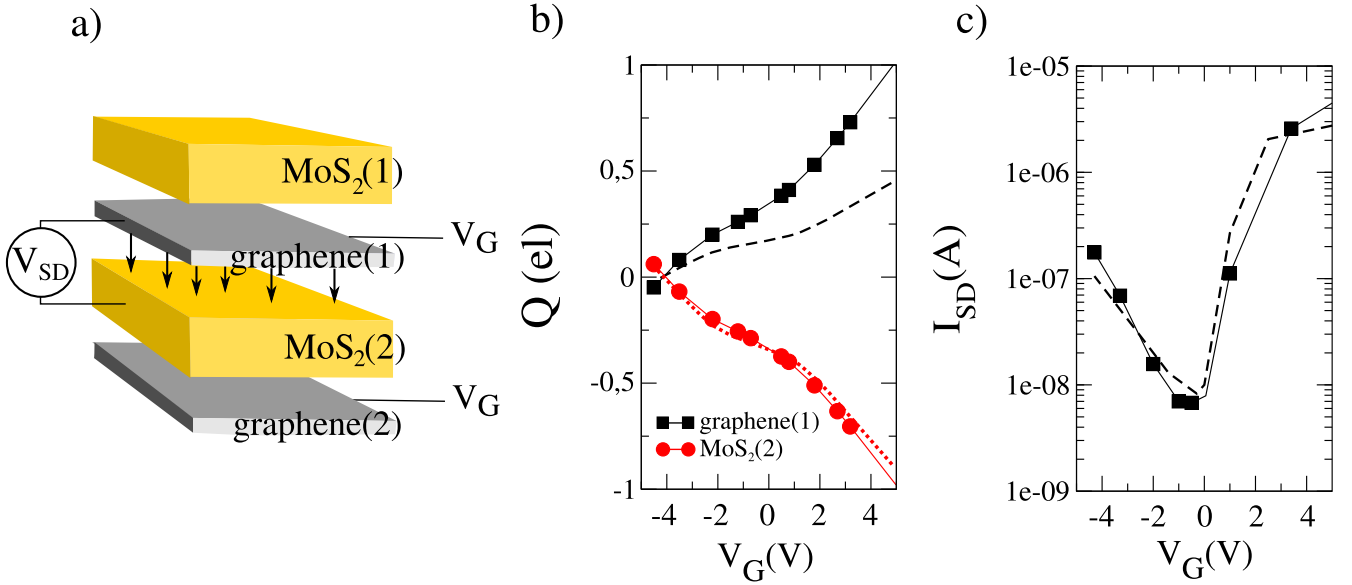 a)
MoS2(1)
VG
graphene(1)
VSD
MoS2(2)
VG
graphene(2)
b)
1
0,5
0
-0,5
-1
Q (el)
graphene(1)
MoS2(2)
-4 -2 0 2 4
VG(V)
c)
1e-05
1e-06
1e-07
1e-08
1e-09
ISD(A)
-4 -2 0 2 4
VG(V)